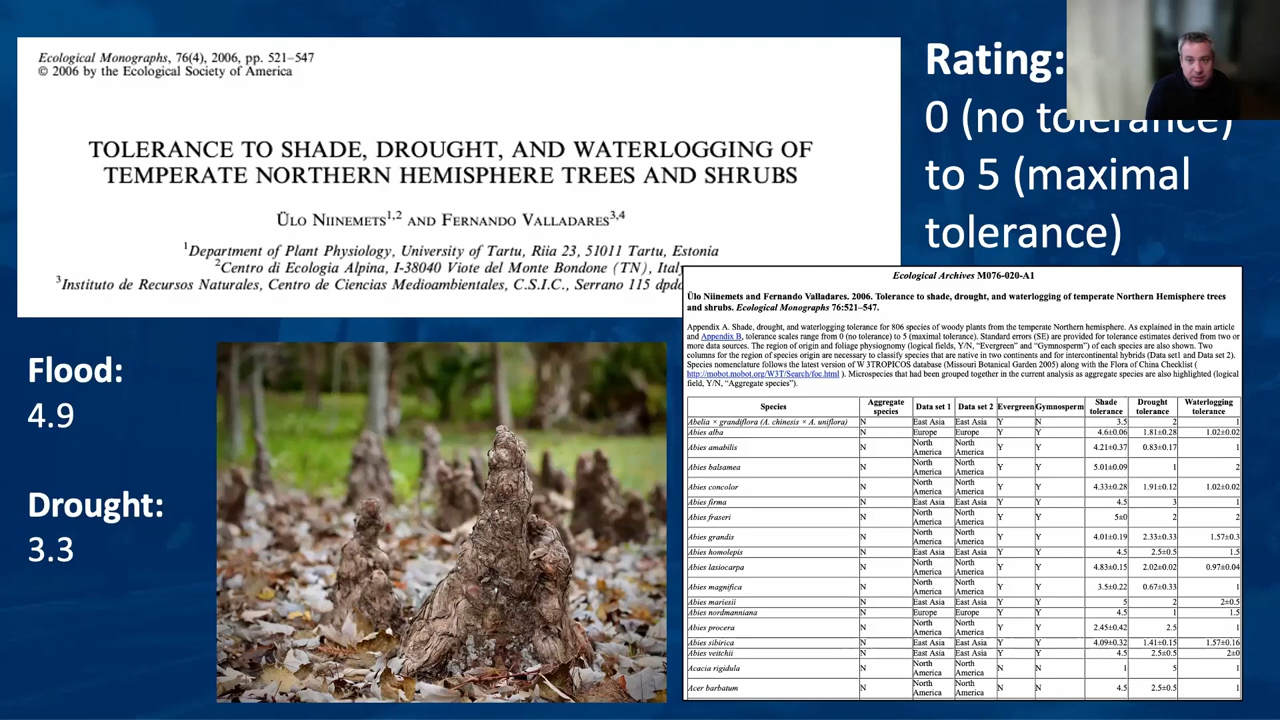 Ecological Monographs, 76(4), 2006, pp. 521–547
© 2006 by the Ecological Society of America
TOLERANCE TO SHADE, DROUGHT, AND WATERLOGGING OF
TEMPERATE NORTHERN HEMISPHERE TREES AND SHRUBS
ÜLO NIINEMETS1,2 AND FERNANDO VALLADARES3,4
1Department of Plant Physiology, University of Tartu, Riia 23, 51011 Tartu, Estonia
2Centro di Ecologia Alpina, I-38040 Viote del Monte Bondone (TN), Italy
3Instituto de Recursos Naturales, Centro de Ciencias Medioambientales, C.S.I.C., Serrano 115 dpdo
Rating:
0 (no tolerance)
to 5 (maximal
tolerance)
Flood:
4.9
Drought:
3.3
Ecological Archives M076-020-A1
Ülo Niinemets and Fernando Valladares. 2006. Tolerance to shade, drought, and waterlogging of temperate Northern Hemisphere trees
and shrubs. Ecological Monographs 76:521–547.
Appendix A. Shade, drought, and waterlogging tolerance for 806 species of woody plants from the temperate Northern hemisphere. As explained in the main article
and Appendix B, tolerance scales range from 0 (no tolerance) to 5 (maximal tolerance). Standard errors (SE) are provided for tolerance estimates derived from two or
more data sources. The region of origin and foliage physiognomy (logical fields, Y/N, “Evergreen” and “Gymnosperm”) of each species are also shown. Two
columns for the region of species origin are necessary to classify species that are native in two continents and for intercontinental hybrids (Data set1 and Data set 2).
Species nomenclature follows the latest version of W 3TROPICOS database (Missouri Botanical Garden 2005) along with the Flora of China Checklist (
http://mobot.mobot.org/W3T/Search/foc.html ). Microspecies that had been grouped together in the current analysis as aggregate species are also highlighted (logical
field, Y/N, “Aggregate species”).
Species Aggregate species Data set 1 Data set 2 Evergreen Gymnosperm Shade tolerance Drought tolerance Waterlogging tolerance
Abelia × grandiflora (A. chinesis × A. uniflora) N East Asia East Asia Y N 3.5 2 1
Abies alba N Europe Europe Y Y 4.6±0.06 1.81±0.28 1.02±0.02
Abies amabilis N North America North America Y Y 4.21±0.37 0.83±0.17 1
Abies balsamea N North America North America Y Y 5.01±0.09 1 2
Abies concolor N North America North America Y Y 4.33±0.28 1.91±0.12 1.02±0.02
Abies firma N East Asia East Asia Y Y 4.5 3 1
Abies fraseri N North America North America Y Y 5±0 2 2
Abies grandis N North America North America Y Y 4.01±0.19 2.33±0.33 1.57±0.3
Abies homolepis N East Asia East Asia Y Y 4.5 2.5±0.5 1.5
Abies lasiocarpa N North America North America Y Y 4.83±0.15 2.02±0.02 0.97±0.04
Abies magnifica N North America North America Y Y 3.5±0.22 0.67±0.33 1
Abies mariesii N East Asia East Asia Y Y 5 2 2±0.5
Abies nordmanniana N Europe Europe Y Y 4.5 1 1.5
Abies procera N North America North America Y Y 2.45±0.42 2.5 1
Abies sibirica N East Asia East Asia Y Y 4.09±0.32 1.41±0.15 1.57±0.16
Abies veitchii N East Asia East Asia Y Y 4.5 2.5±0.5 2±0
Acacia rigidula N North America North America N N 1 5 1
Acer barbatum N North America North America N N 4.5 2.5±0.5 1